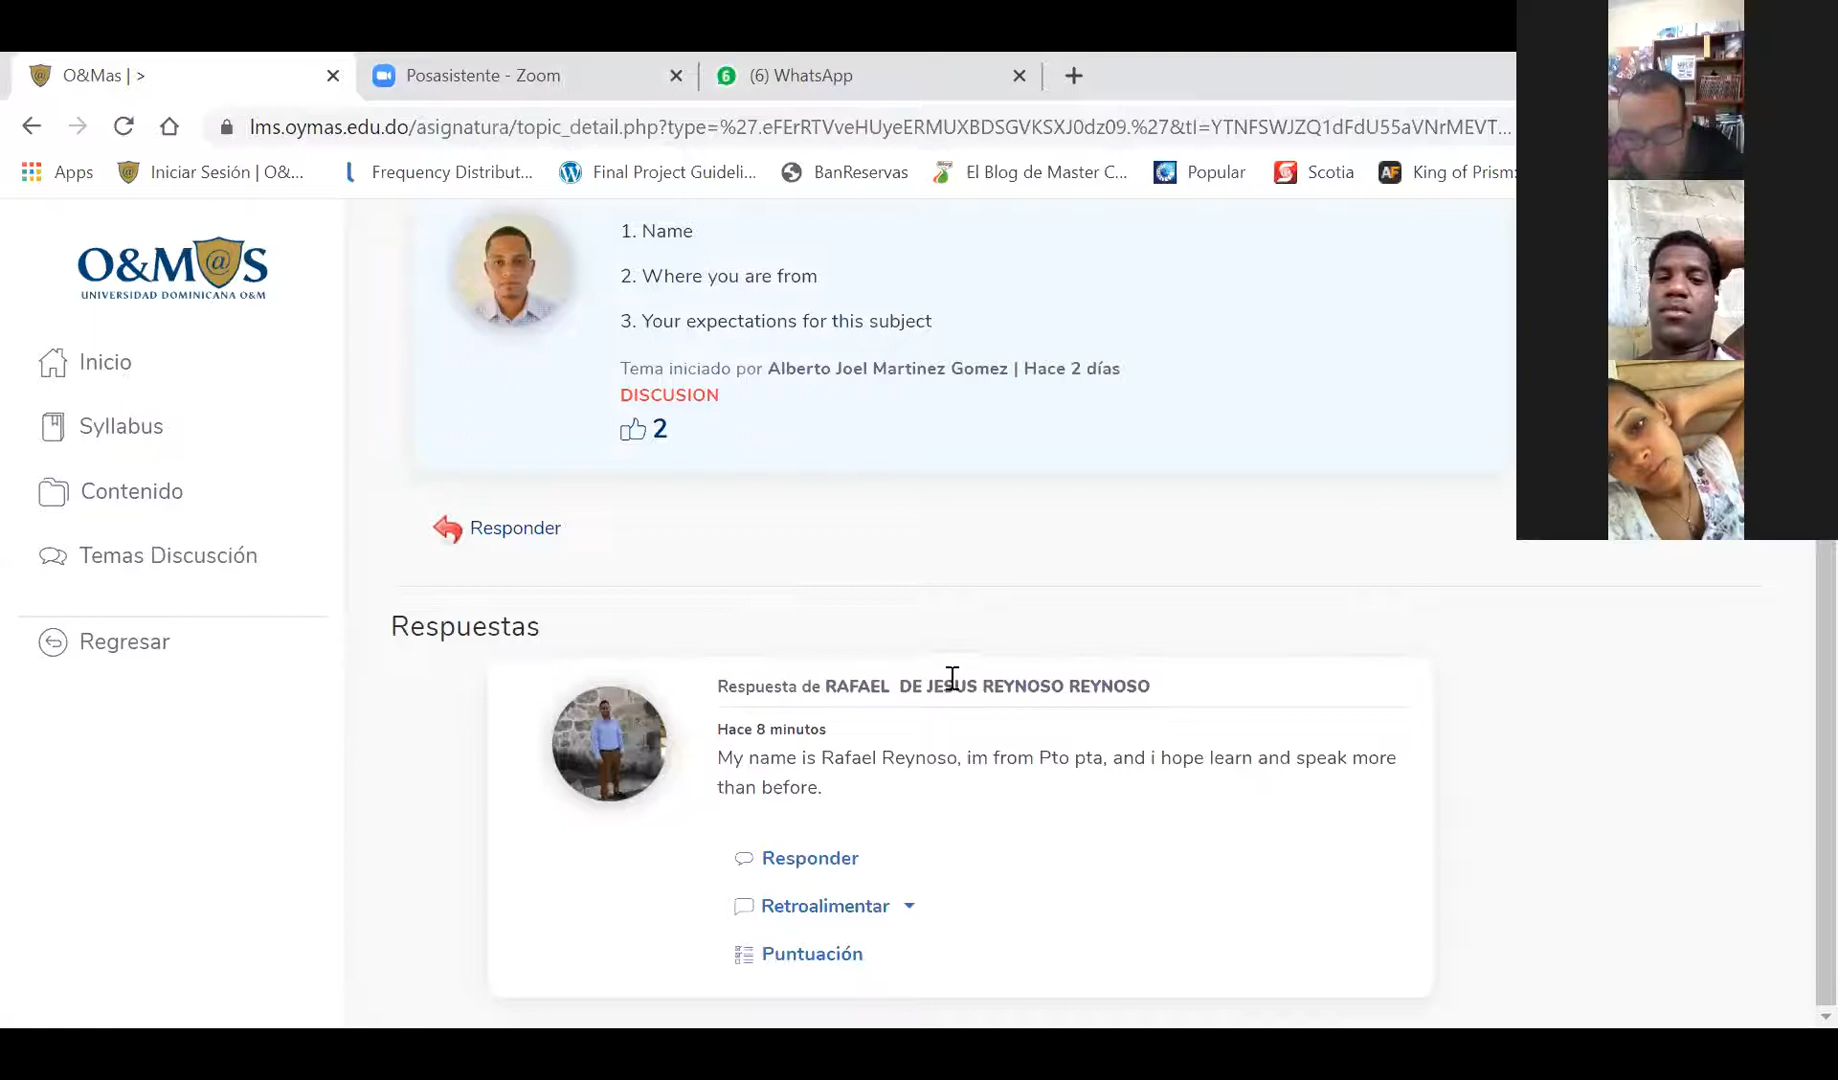 O&Mas | >
Posasistente - Zoom
6
(6) WhatsApp
lms.oymas.edu.do/asignatura/topic_detail.php?type=%27.eFErRTVveHUyeERMUXBDSGVKSXJ0dz09.%27&tl=YTNFSWJZQ1dFdU55aVNrMEVT...
Apps
Iniciar Sesión | O&...
Frequency Distribut...
Final Project Guideli...
BanReservas
El Blog de Master C...
Popular
Scotia
AF
King of Prism:
O&M@S
UNIVERSIDAD DOMINICANA O&M
Inicio
Syllabus
Contenido
Temas Discusción
Regresar
1. Name
2. Where you are from
3. Your expectations for this subject
Tema iniciado por Alberto Joel Martinez Gomez | Hace 2 días
DISCUSION
2
Responder
Respuestas
Respuesta de RAFAEL DE JESUS REYNOSO REYNOSO
Hace 8 minutos
My name is Rafael Reynoso, im from Pto pta, and i hope learn and speak more
than before.
Responder
Retroalimentar
Puntuación